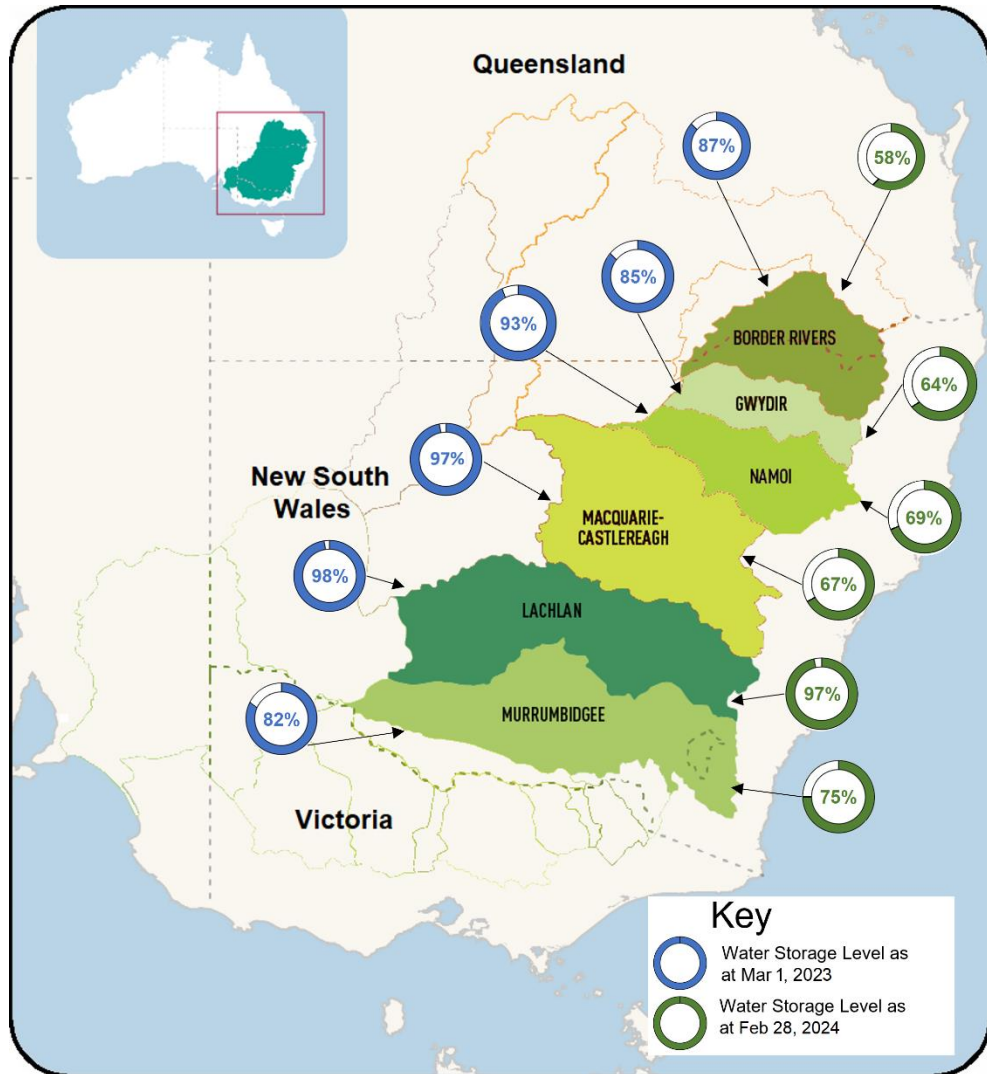 Queensland
87%
58%
85%
93%
BORDER RIVERS
64%
GWYDIR
97%
New South
Wales
NAMOI
69%
MACQUARIE-
CASTLEREAGH
98%
67%
LACHLAN
97%
82%
MURRUMBIDGEE
75%
Victoria
Key
Water Storage Level as
at Mar 1, 2023
Water Storage Level as
at Feb 28, 2024